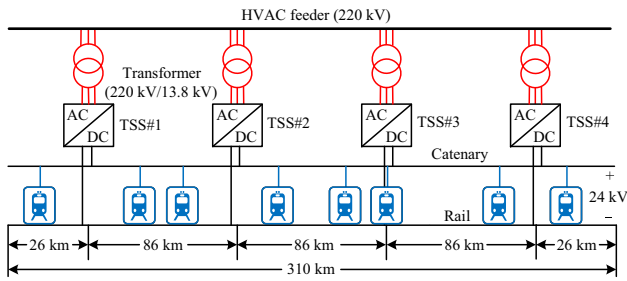 HVAC feeder (220 kV)
Transformer
(220 kV/13.8 kV)
AC
DC
TSS#1
AC
DC
TSS#2
AC
DC
TSS#3
AC
DC
TSS#4
Catenary
+
24 kV
−
Rail
26 km
86 km
86 km
86 km
26 km
310 km